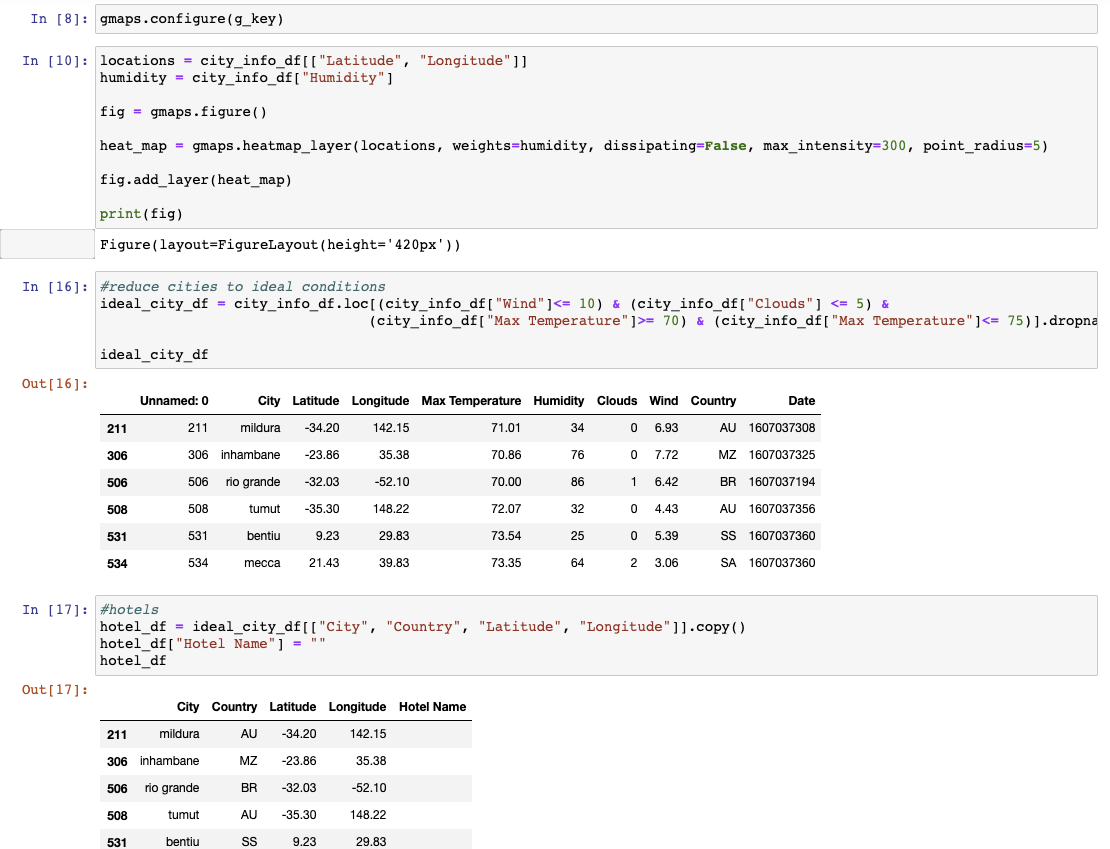 In [8]: gmaps.configure(g_key)
In [10]: locations = city_info_df[["Latitude", "Longitude"]]
humidity = city_info_df["Humidity"]
fig = gmaps.figure()
heat_map = gmaps.heatmap_layer(locations, weights=humidity, dissipating=False, max_intensity=300, point_radius=5)
fig.add_layer(heat_map)
print(fig)
Figure(layout=FigureLayout(height='420px'))
In [16]: #reduce cities to ideal conditions
ideal_city_df = city_info_df.loc[(city_info_df["Wind"]<= 10) & (city_info_df["Clouds"] <= 5) &
(city_info_df["Max Temperature"]>= 70) & (city_info_df["Max Temperature"]<= 75)].dropna
ideal_city_df
Out[16]:
Unnamed: 0 City Latitude Longitude Max Temperature Humidity Clouds Wind Country Date
211 211 mildura -34.20 142.15 71.01 34 0 6.93 AU 1607037308
306 306 inhambane -23.86 35.38 70.86 76 0 7.72 MZ 1607037325
506 506 rio grande -32.03 -52.10 70.00 86 1 6.42 BR 1607037194
508 508 tumut -35.30 148.22 72.07 32 0 4.43 AU 1607037356
531 531 bentiu 9.23 29.83 73.54 25 0 5.39 SS 1607037360
534 534 mecca 21.43 39.83 73.35 64 2 3.06 SA 1607037360
In [17]: #hotels
hotel_df = ideal_city_df[["City", "Country", "Latitude", "Longitude"]].copy()
hotel_df["Hotel Name"] = ""
hotel_df
Out[17]:
City Country Latitude Longitude Hotel Name
211 mildura AU -34.20 142.15
306 inhambane MZ -23.86 35.38
506 rio grande BR -32.03 -52.10
508 tumut AU -35.30 148.22
531 bentiu SS 9.23 29.83